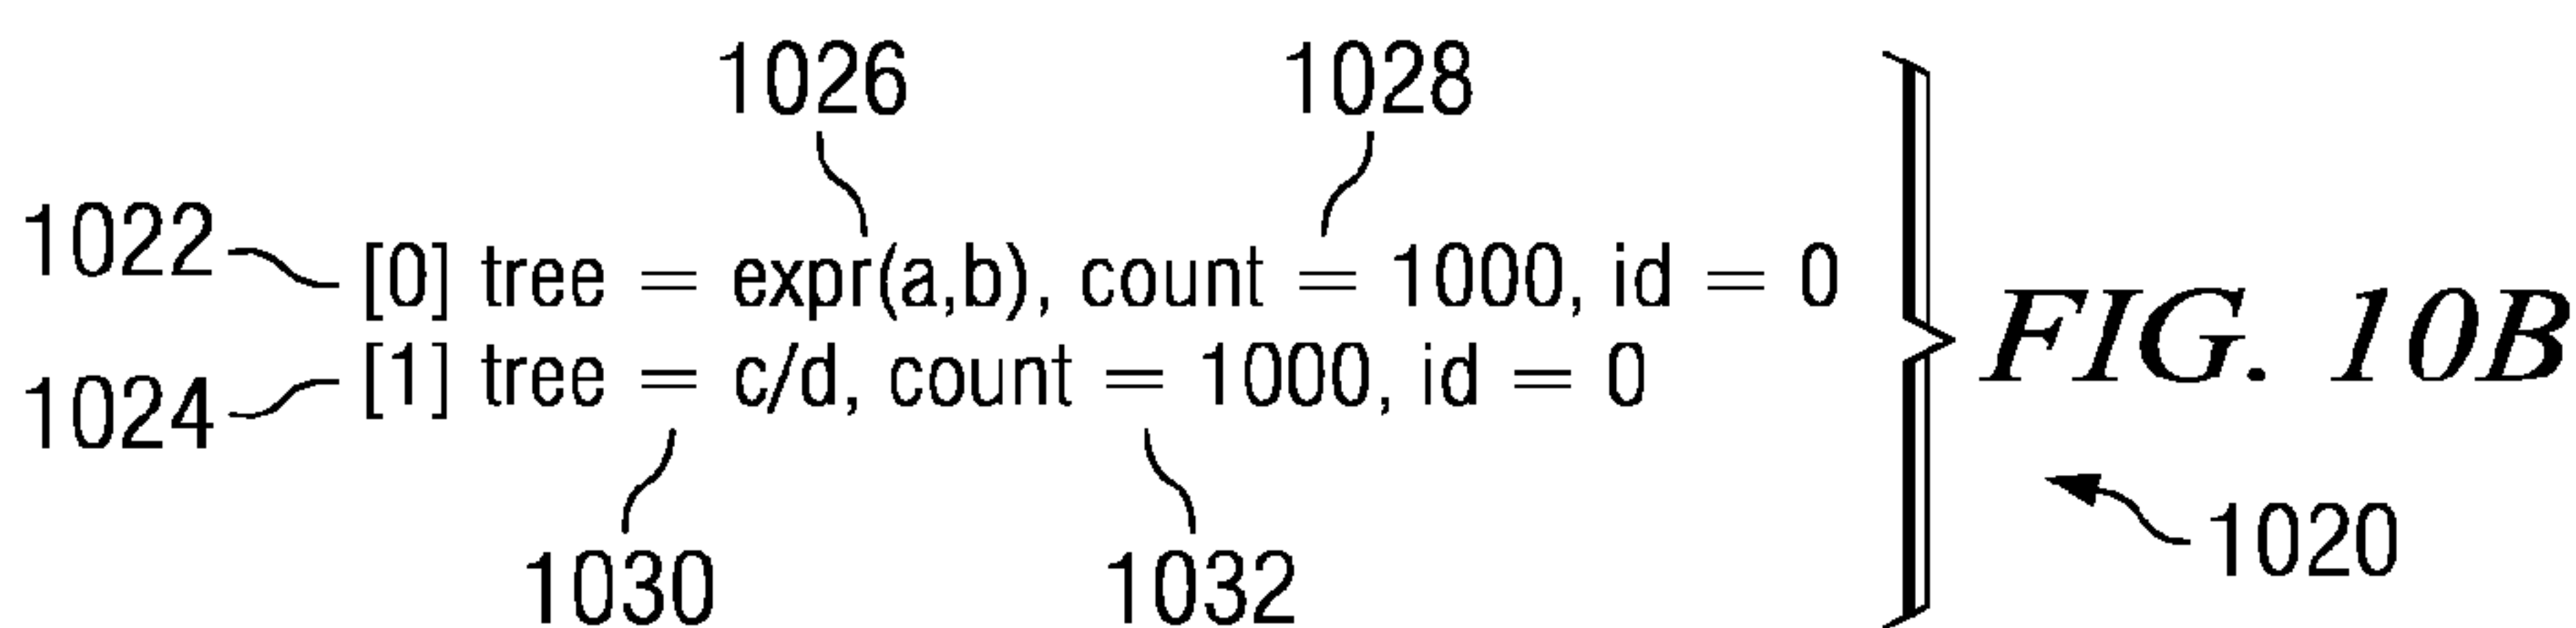 1026 1028
1022 [0] tree = expr(a,b), count = 1000, id = 0
1024 [1] tree = c/d, count = 1000, id = 0
1030 1032
FIG. 10B
1020